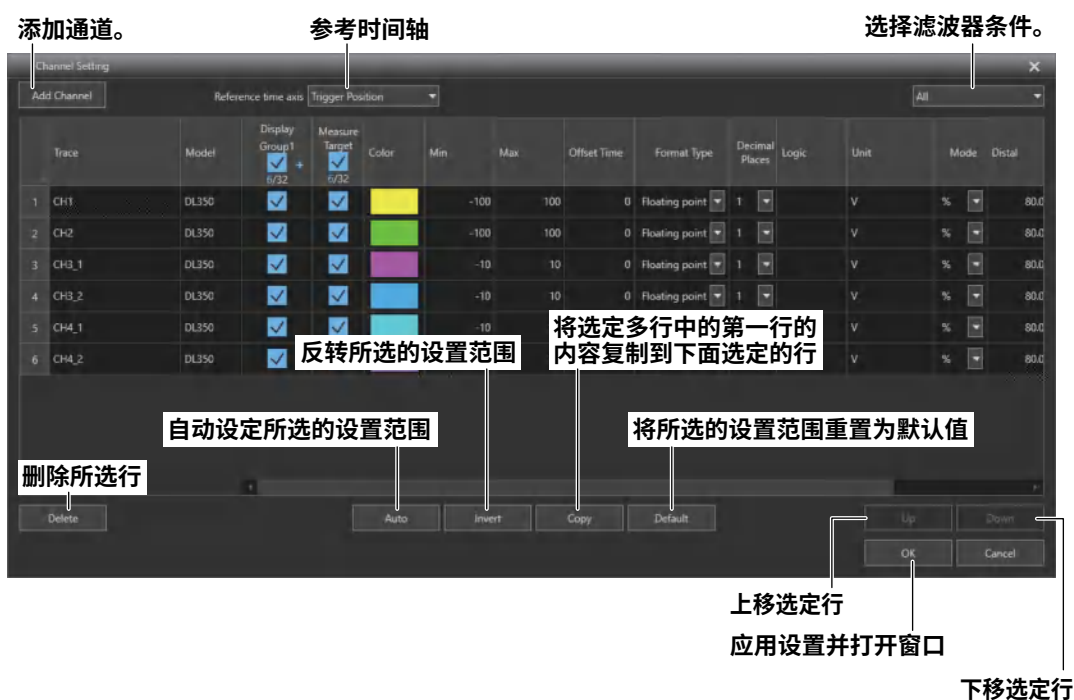 添加通道。
参考时间轴
选择滤波器条件。
Channel Setting
Add Channel
Reference time axis
Trigger Position
All
Trace
Model
Display
Group1
+
6/32
Measure
Target
6/32
Color
Min
Max
Offset Time
Format Type
Decimal
Places
Logic
Unit
Mode
Distal
1 CH1 DL350 -100 100 0 Floating point 1 V % 80.0
2 CH2 DL350 -100 100 0 Floating point 1 V % 80.0
3 CH3_1 DL350 -10 10 0 Floating point 1 V % 80.0
4 CH3_2 DL350 -10 10 0 Floating point 1 V % 80.0
5 CH4_1 DL350 -10 V % 80.0
6 CH4_2 DL350 V % 80.0
将选定多行中的第一行的
内容复制到下面选定的行
反转所选的设置范围
自动设定所选的设置范围
将所选的设置范围重置为默认值
删除所选行
Delete
Auto
Invert
Copy
Default
Up
Down
OK
Cancel
上移选定行
应用设置并打开窗口
下移选定行